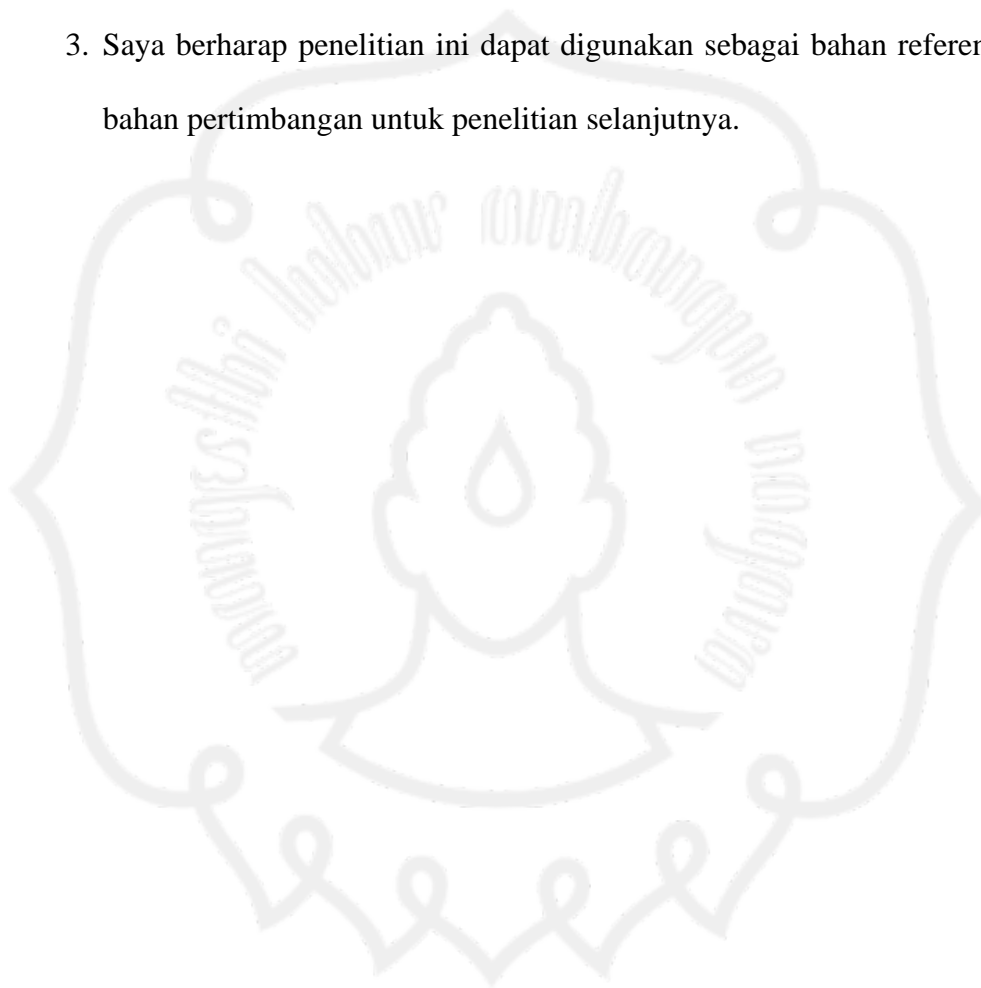 3. Saya berharap penelitian ini dapat digunakan sebagai bahan referen
bahan pertimbangan untuk penelitian selanjutnya.